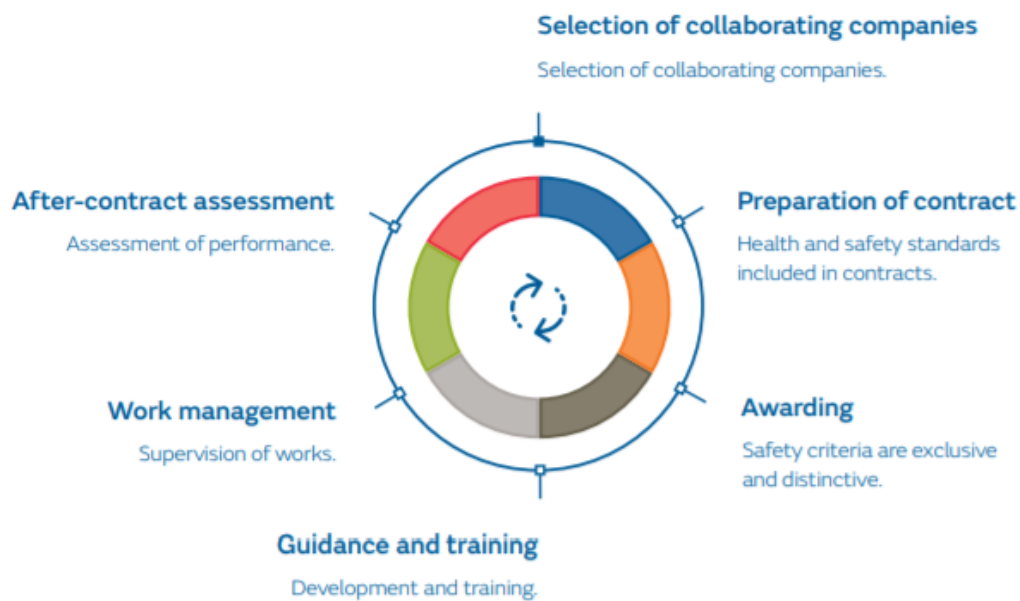 Selection of collaborating companies
Selection of collaborating companies.
Preparation of contract
Health and safety standards
included in contracts.
Awarding
Safety criteria are exclusive
and distinctive.
Guidance and training
Development and training.
Work management
Supervision of works.
After-contract assessment
Assessment of performance.